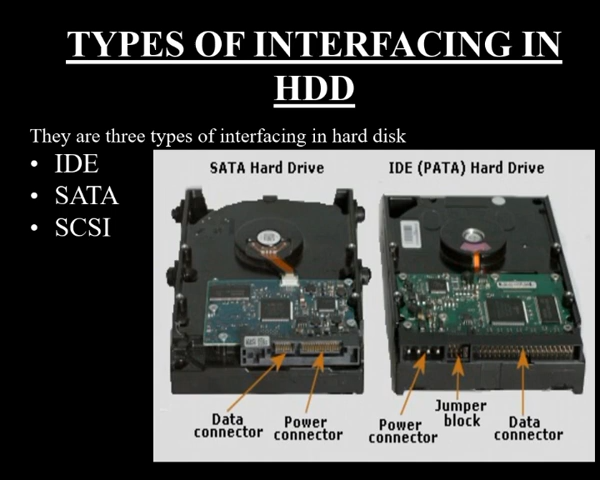 TYPES OF INTERFACING IN
HDD
They are three types of interfacing in hard disk
• IDE
• SATA
• SCSI
SATA Hard Drive
IDE (PATA) Hard Drive
Data
connector
Power
connector
Power
connector
Jumper
block
Data
connector